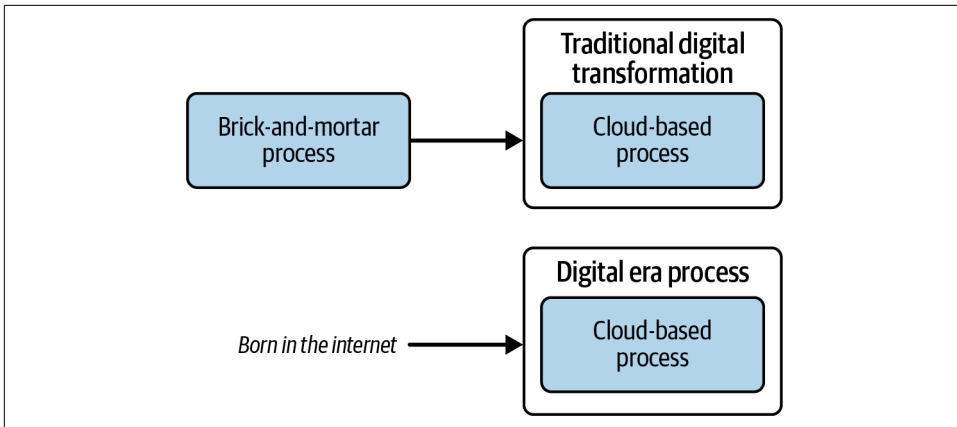 Traditional digital
transformation
Brick-and-mortar
process
Cloud-based
process
Digital era process
Born in the internet
Cloud-based
process